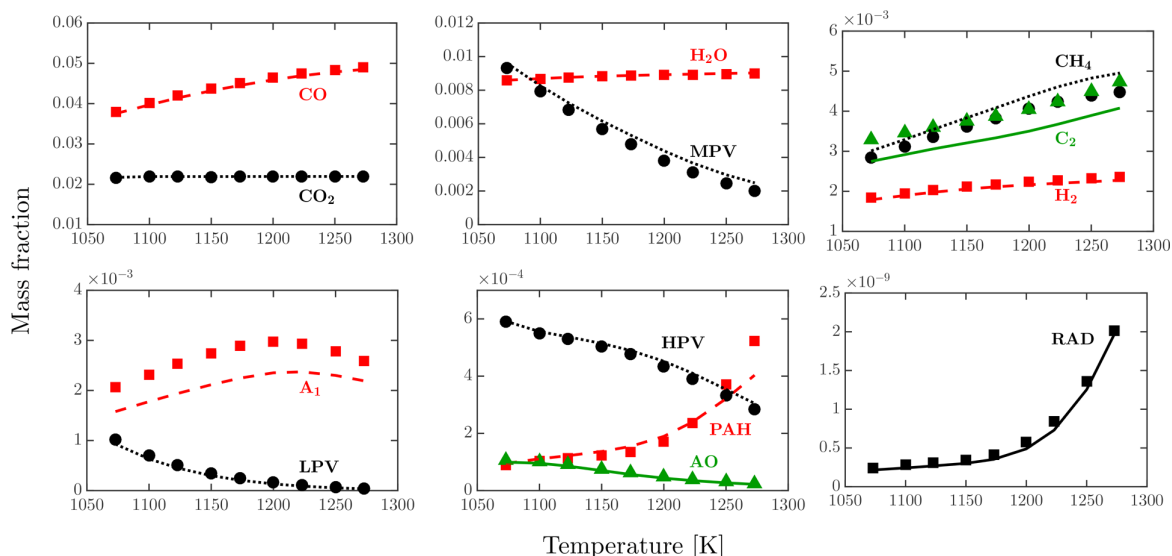 Mass fraction
0.06
0.05
0.04
0.03
0.02
0.01
CO
CO₂
1050 1100 1150 1200 1250 1300
0.012
0.01
0.008
0.006
0.004
0.002
0
H₂O
MPV
1050 1100 1150 1200 1250 1300
×10⁻³
6
5
4
3
2
1
CH₄
C₂
H₂
1050 1100 1150 1200 1250 1300
×10⁻³
4
3
2
1
0
A₁
LPV
1050 1100 1150 1200 1250 1300
×10⁻⁴
6
4
2
0
HPV
PAH
AO
1050 1100 1150 1200 1250 1300
×10⁻⁹
2.5
2
1.5
1
0.5
0
RAD
1050 1100 1150 1200 1250 1300
Temperature [K]